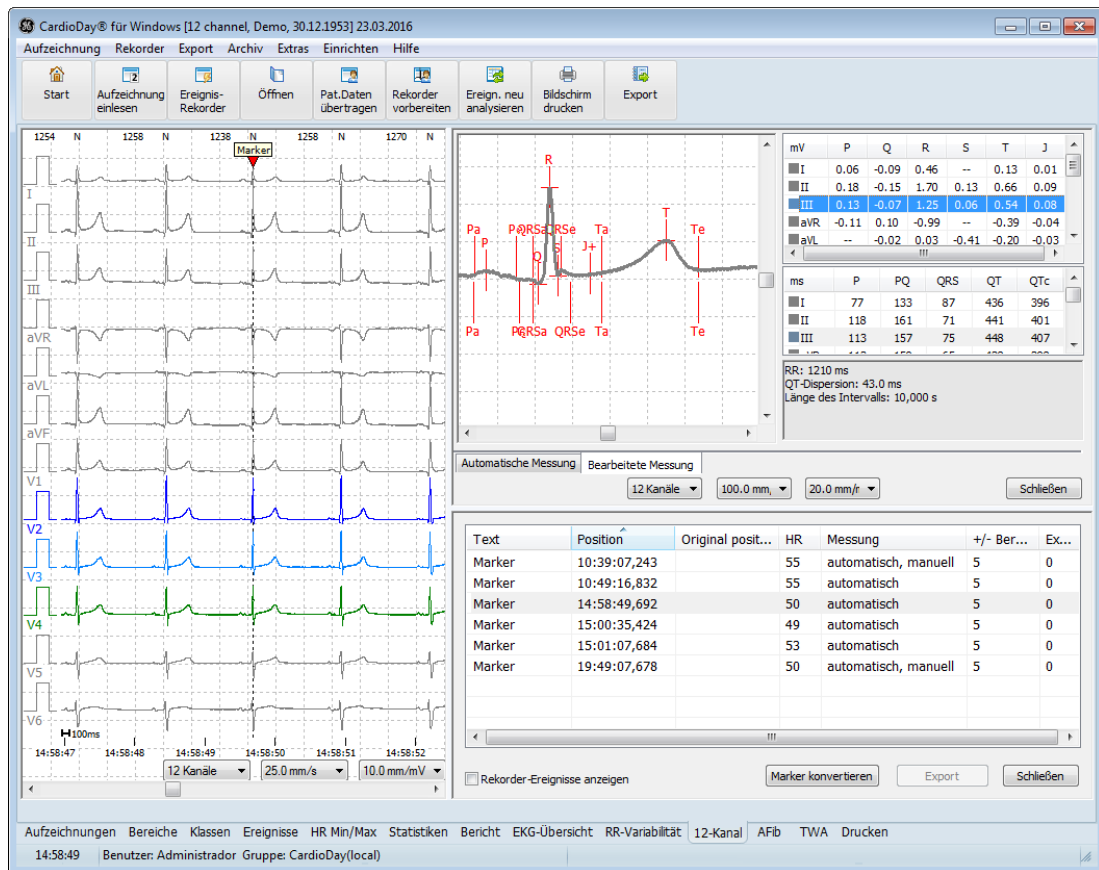 CardioDay® für Windows [12 channel, Demo, 30.12.1953] 23.03.2016
Aufzeichnung Rekorder Export Archiv Extras Einrichten Hilfe
Start Aufzeichnung einlesen Ereignis-Rekorder Öffnen Pat.Daten übertragen Rekorder vorbereiten Ereign. neu analysieren Bildschirm drucken Export
1254 N 1258 N 1238 N 1258 N 1270 N
Marker
I
II
III
aVR
aVL
aVF
V1
V2
V3
V4
V5
V6
100ms
14:58:47 14:58:48 14:58:49 14:58:50 14:58:51 14:58:52
12 Kanäle 25.0 mm/s 10.0 mm/mV
R
T
Pa P QRSa QRSe Ta Te
P Q S J+
Pa QRSa QRSe Ta Te
mV P Q R S T J
I 0.06 -0.09 0.46 -- 0.13 0.01
II 0.18 -0.15 1.70 0.13 0.66 0.09
III 0.13 -0.07 1.25 0.06 0.54 0.08
aVR -0.11 0.10 -0.99 -- -0.39 -0.04
aVL -- -0.02 0.03 -0.41 -0.20 -0.03
ms P PQ QRS QT QTc
I 77 133 87 436 396
II 118 161 71 441 401
III 113 157 75 448 407
RR: 1210 ms
QT-Dispersion: 43.0 ms
Länge des Intervalls: 10,000 s
Automatische Messung Bearbeitete Messung
12 Kanäle 100.0 mm, 20.0 mm/r Schließen
Text Position Original posit... HR Messung +/- Ber... Ex...
Marker 10:39:07,243 55 automatisch, manuell 5 0
Marker 10:49:16,832 55 automatisch 5 0
Marker 14:58:49,692 50 automatisch 5 0
Marker 15:00:35,424 49 automatisch 5 0
Marker 15:01:07,684 53 automatisch 5 0
Marker 19:49:07,678 50 automatisch, manuell 5 0
Rekorder-Ereignisse anzeigen Marker konvertieren Export Schließen
Aufzeichnungen Bereiche Klassen Ereignisse HR Min/Max Statistiken Bericht EKG-Übersicht RR-Variabilität 12-Kanal AFib TWA Drucken
14:58:49 Benutzer: Administrador Gruppe: CardioDay(local)